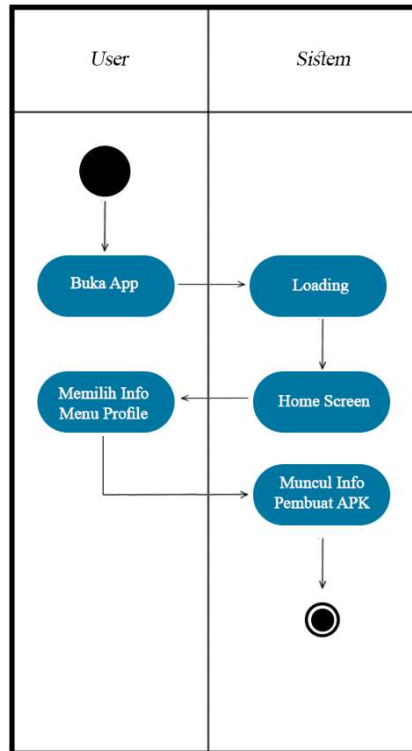 User
Sistem
Buka App
Loading
Memilih Info
Menu Profile
Home Screen
Muncul Info
Pembuat APK